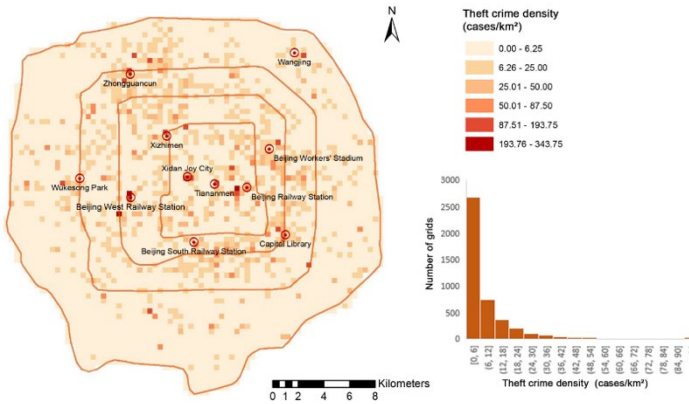 N
Wangjing
Zhongguancun
Xizhimen
Beijing Workers' Stadium
Xidan Joy City
Wukesong Park
Tiananmen
Beijing Railway Station
Beijing West Railway Station
Capitol Library
Beijing South Railway Station
Kilometers
0 1 2 4 6 8
Theft crime density
(cases/km²)
0.00 - 6.25
6.26 - 25.00
25.01 - 50.00
50.01 - 87.50
87.51 - 193.75
193.76 - 343.75
Number of grids
3000
2500
2000
1500
1000
500
0
[0, 6]
(6, 12]
(12, 18]
(18, 24]
(24, 30]
(30, 36]
(36, 42]
(42, 48]
(48, 54]
(54, 60]
(60, 66]
(66, 72]
(72, 78]
(78, 84]
(84, 90]
Theft crime density (cases/km²)